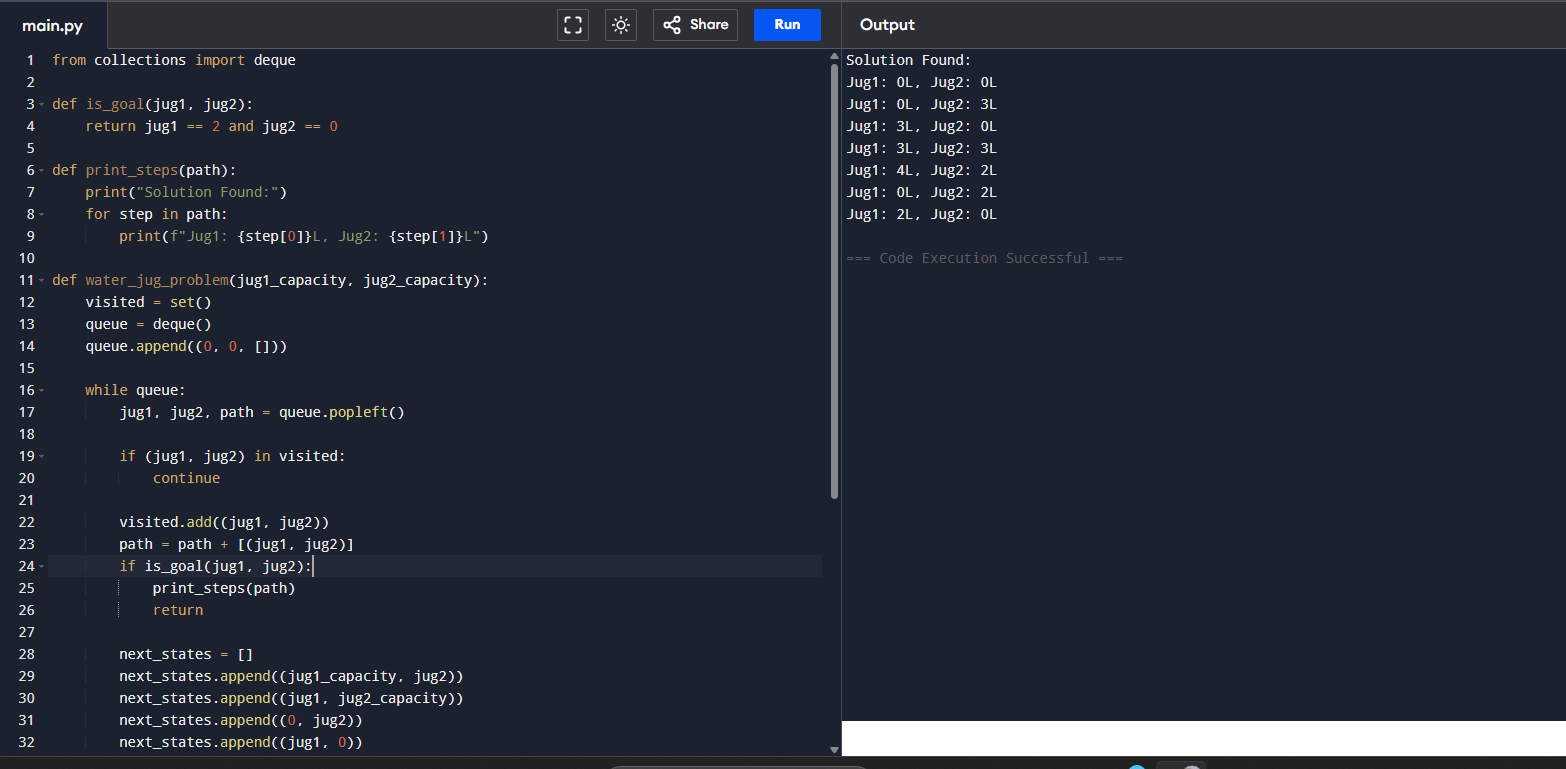 main.py
Share
Run
Output
1 from collections import deque
2
3 def is_goal(jug1, jug2):
4     return jug1 == 2 and jug2 == 0
5
6 def print_steps(path):
7     print("Solution Found:")
8     for step in path:
9         print(f"Jug1: {step[0]}L, Jug2: {step[1]}L")
10
11 def water_jug_problem(jug1_capacity, jug2_capacity):
12     visited = set()
13     queue = deque()
14     queue.append((0, 0, []))
15
16     while queue:
17         jug1, jug2, path = queue.popleft()
18
19         if (jug1, jug2) in visited:
20             continue
21
22         visited.add((jug1, jug2))
23         path = path + [(jug1, jug2)]
24         if is_goal(jug1, jug2):
25             print_steps(path)
26             return
27
28         next_states = []
29         next_states.append((jug1_capacity, jug2))
30         next_states.append((jug1, jug2_capacity))
31         next_states.append((0, jug2))
32         next_states.append((jug1, 0))
Solution Found:
Jug1: 0L, Jug2: 0L
Jug1: 0L, Jug2: 3L
Jug1: 3L, Jug2: 0L
Jug1: 3L, Jug2: 3L
Jug1: 4L, Jug2: 2L
Jug1: 0L, Jug2: 2L
Jug1: 2L, Jug2: 0L
=== Code Execution Successful ===